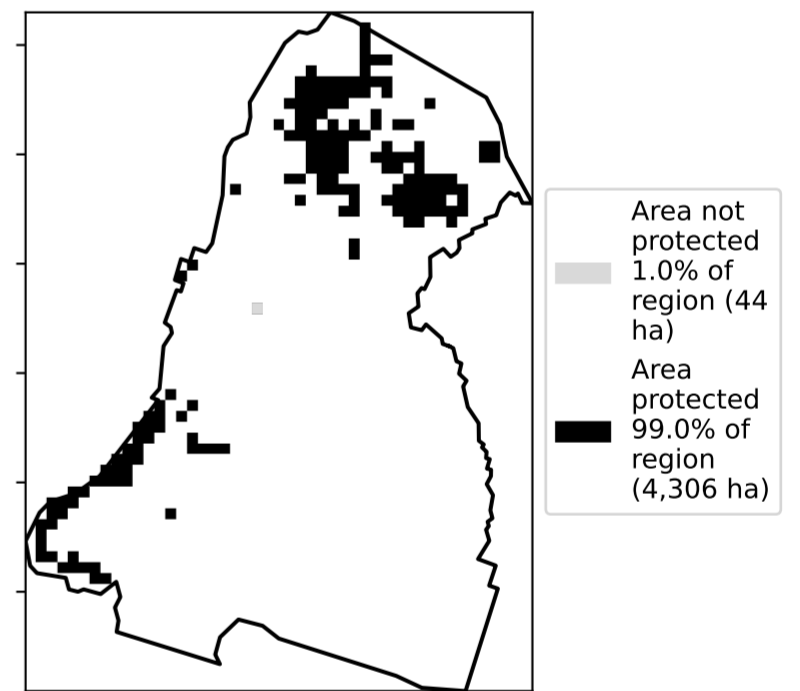 Area not
protected
1.0% of
region (44
ha)
Area
protected
99.0% of
region
(4,306 ha)